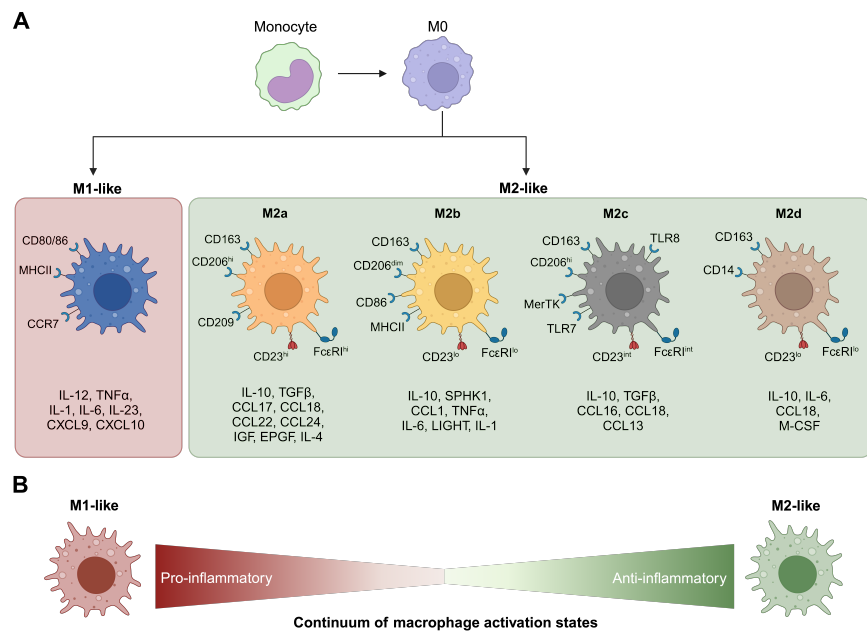 A
Monocyte
M0
M1-like
M2-like
CD80/86
MHCII
CCR7
IL-12, TNFα,
IL-1, IL-6, IL-23,
CXCL9, CXCL10
M2a
CD163
CD206hi
CD209
CD23hi
FcεRIhi
IL-10, TGFβ,
CCL17, CCL18,
CCL22, CCL24,
IGF, EPGF, IL-4
M2b
CD163
CD206dim
CD86
MHCII
CD23lo
FcεRIlo
IL-10, SPHK1,
CCL1, TNFα,
IL-6, LIGHT, IL-1
M2c
CD163
TLR8
CD206hi
MerTK
TLR7
CD23int
FcεRIint
IL-10, TGFβ,
CCL16, CCL18,
CCL13
M2d
CD163
CD14
CD23lo
FcεRIlo
IL-10, IL-6,
CCL18,
M-CSF
B
M1-like
M2-like
Pro-inflammatory
Anti-inflammatory
Continuum of macrophage activation states